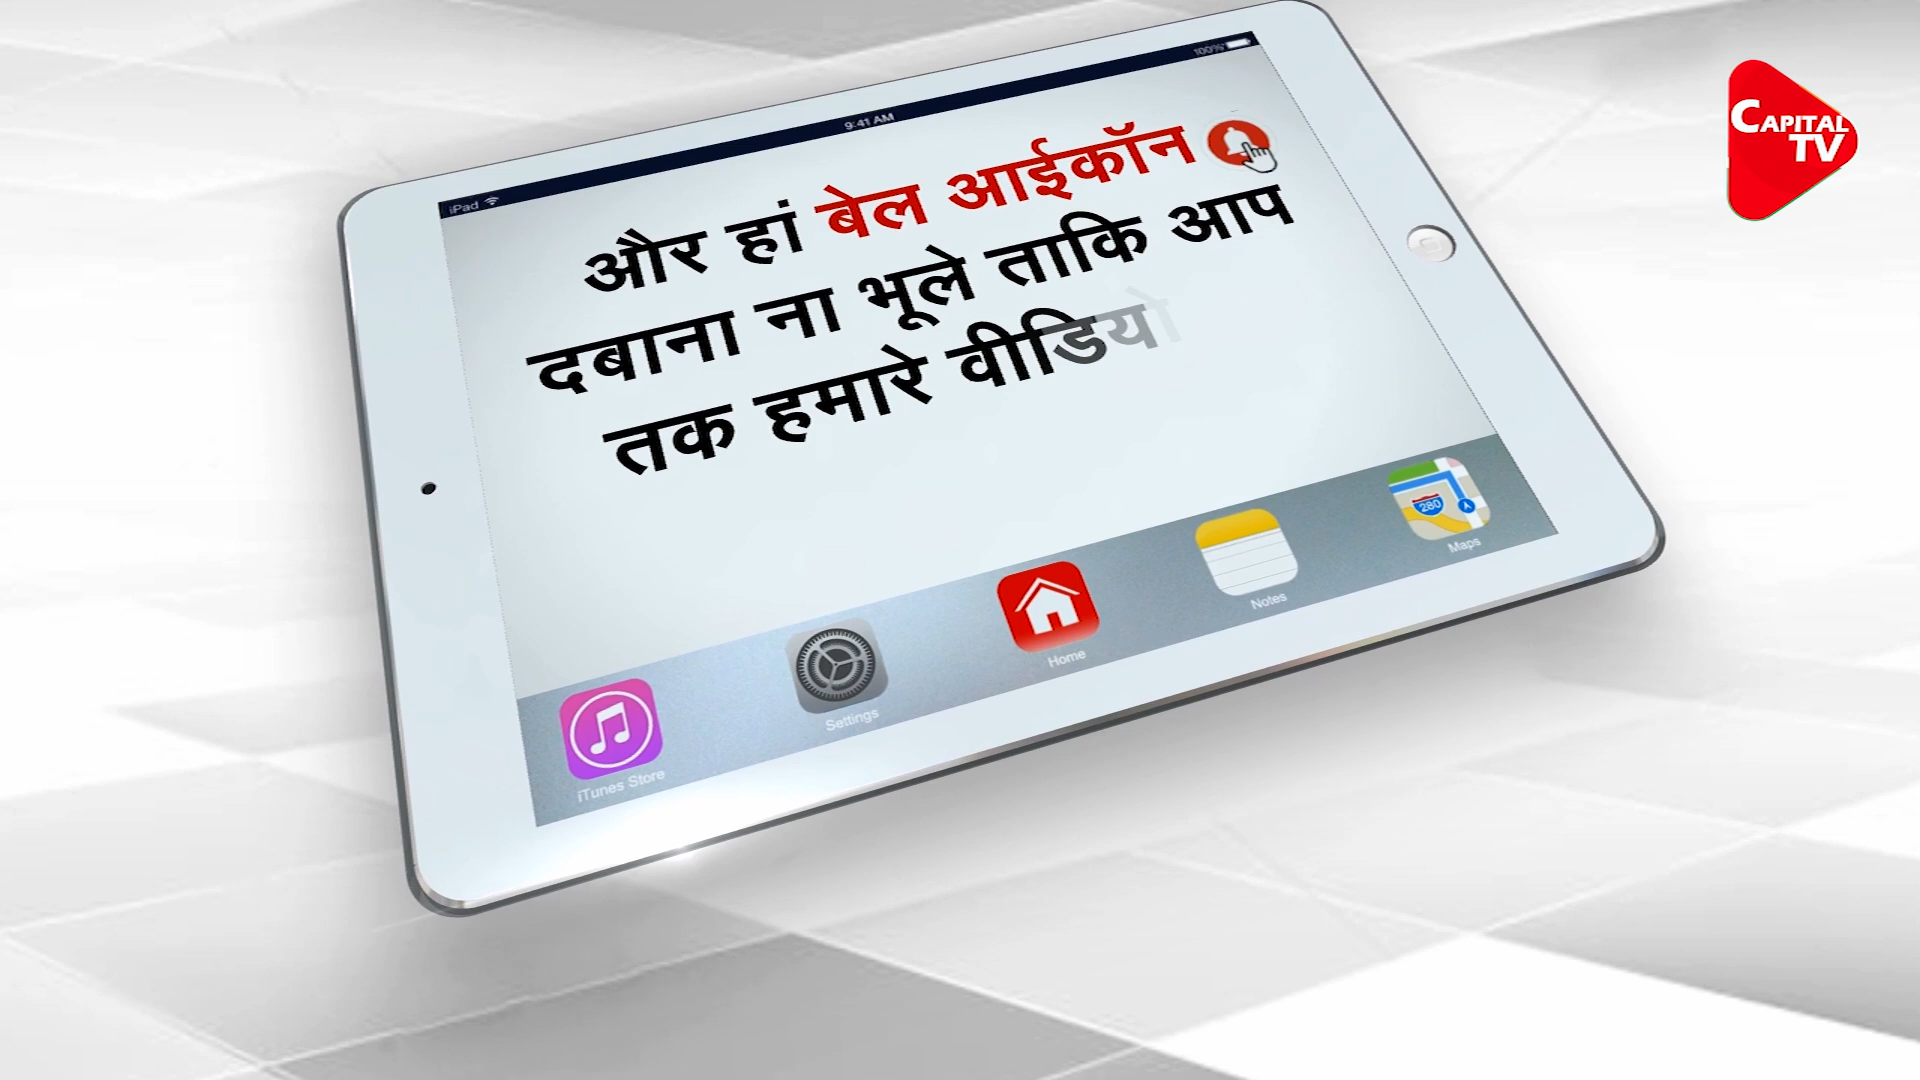 CAPITAL
TV
iPad
9:41 AM
100%
और हां बेल आईकॉन
दबाना ना भूले ताकि आप
तक हमारे वीडियो
iTunes Store
Settings
Home
Notes
280
Maps